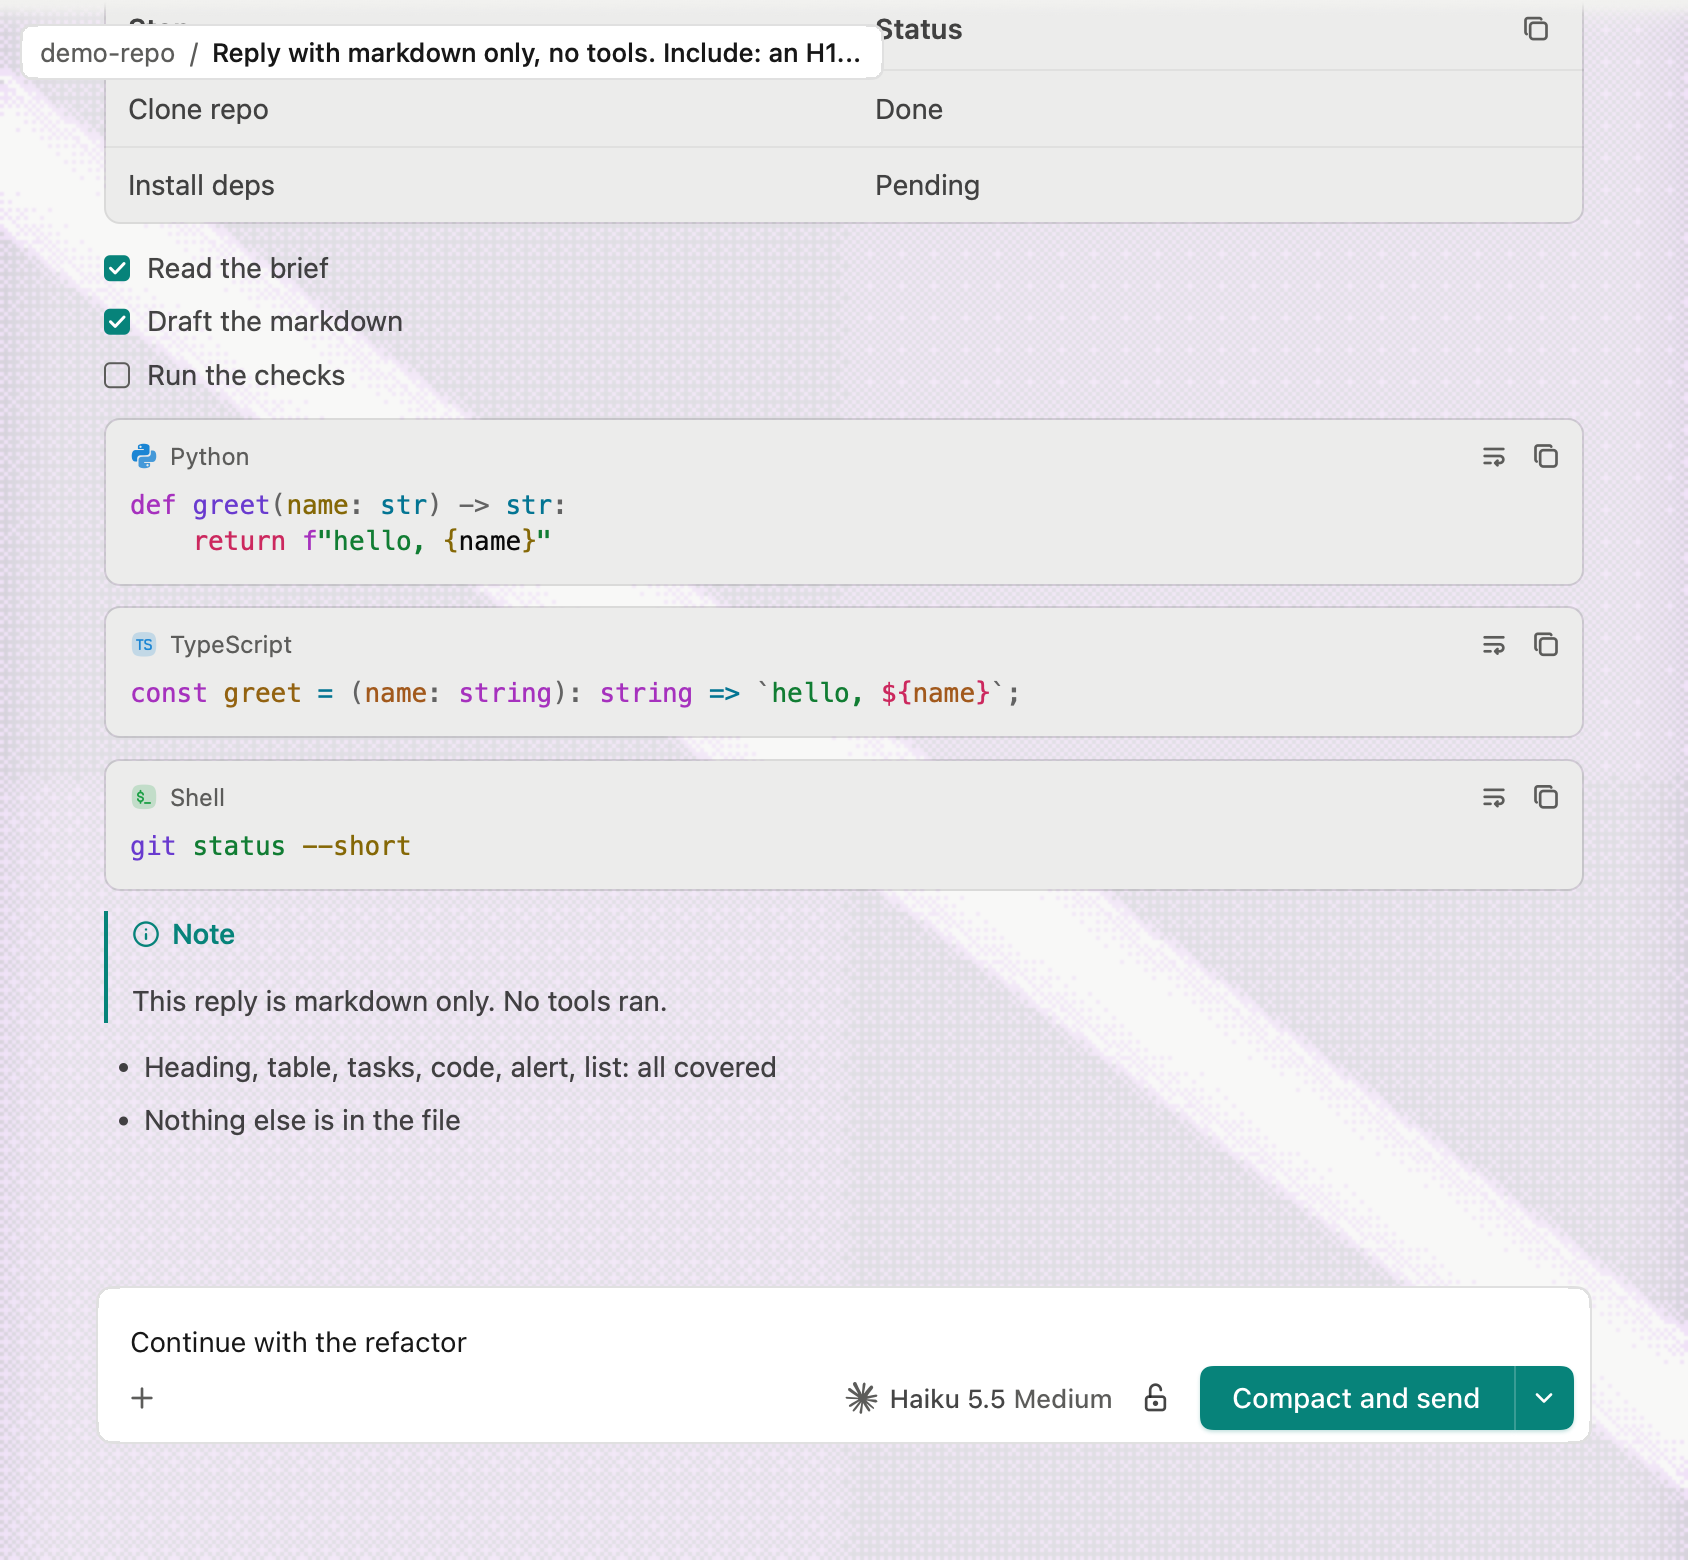 Status
demo-repo / Reply with markdown only, no tools. Include: an H1...
Clone repo Done
Install deps Pending
Read the brief
Draft the markdown
Run the checks
Python
def greet(name: str) -> str:
    return f"hello, {name}"
TS TypeScript
const greet = (name: string): string => `hello, ${name}`;
$_ Shell
git status --short
Note
This reply is markdown only. No tools ran.
• Heading, table, tasks, code, alert, list: all covered
• Nothing else is in the file
Continue with the refactor
Haiku 5.5 Medium Compact and send